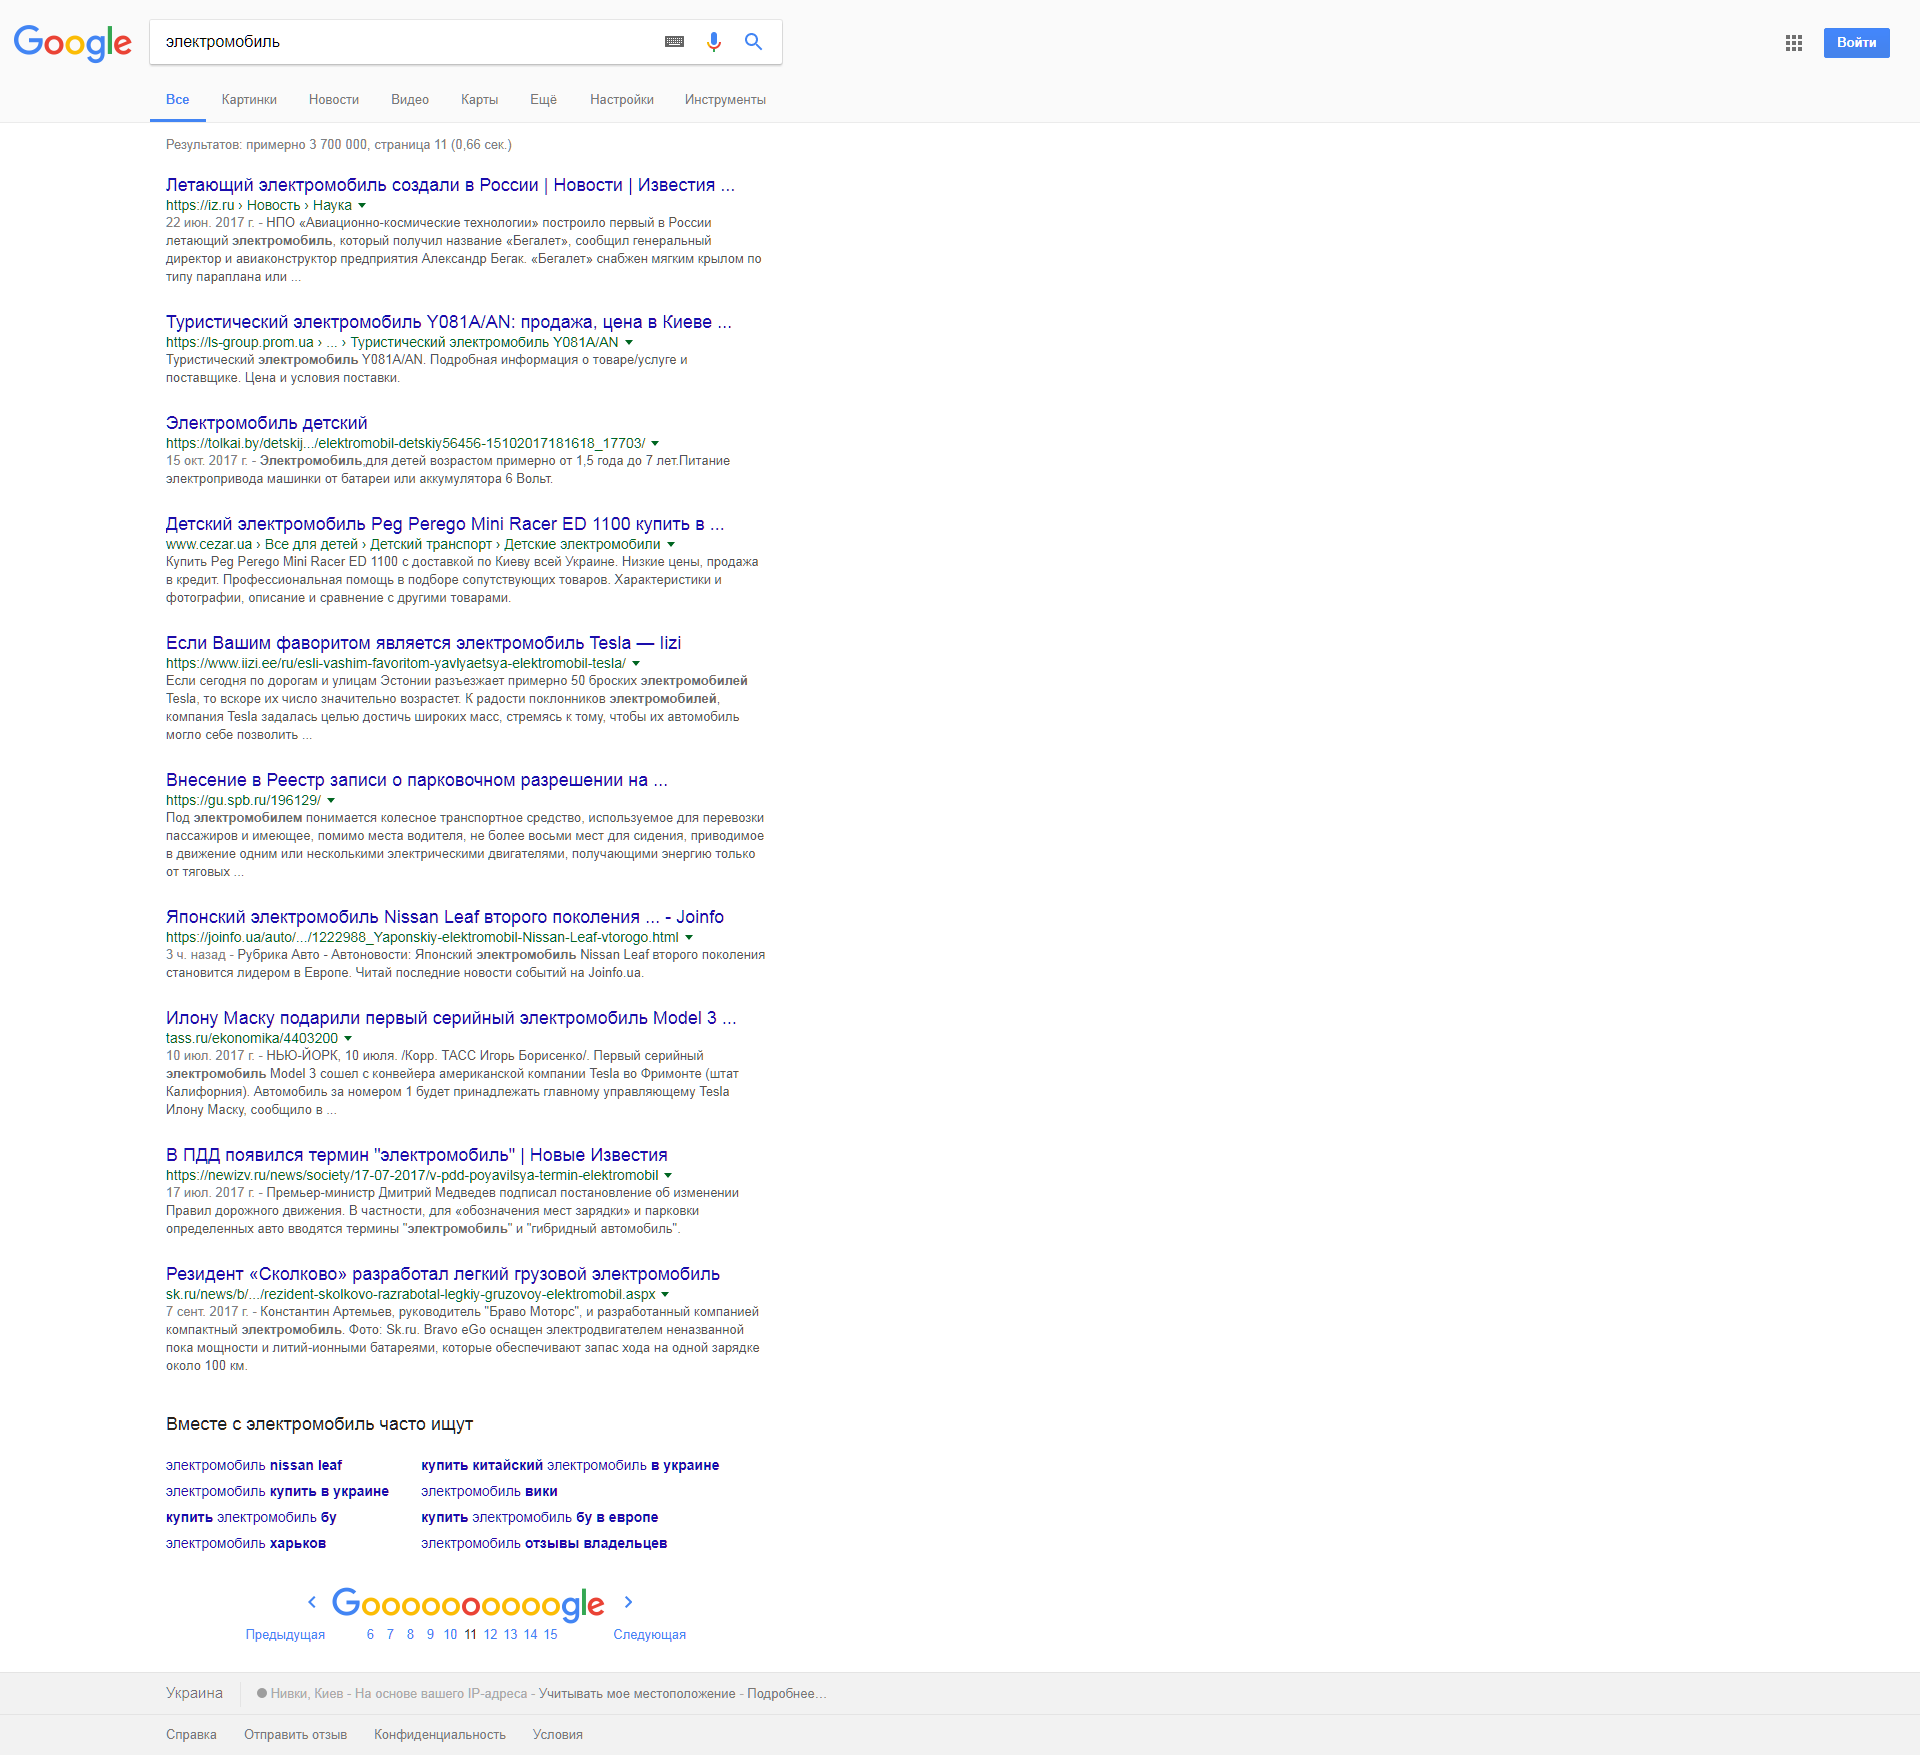 Google
электромобиль
Войти
Все Картинки Новости Видео Карты Ещё Настройки Инструменты
Результатов: примерно 3 700 000, страница 11 (0,66 сек.)
Летающий электромобиль создали в России | Новости | Известия ...
https://iz.ru › Новость › Наука
22 июн. 2017 г. - НПО «Авиационно-космические технологии» построило первый в России
летающий электромобиль, который получил название «Бегалет», сообщил генеральный
директор и авиаконструктор предприятия Александр Бегак. «Бегалет» снабжен мягким крылом по
типу параплана или ...
Туристический электромобиль Y081A/AN: продажа, цена в Киеве ...
https://ls-group.prom.ua › ... › Туристический электромобиль Y081A/AN
Туристический электромобиль Y081A/AN. Подробная информация о товаре/услуге и
поставщике. Цена и условия поставки.
Электромобиль детский
https://tolkai.by/detskij.../elektromobil-detskiy56456-15102017181618_17703/
15 окт. 2017 г. - Электромобиль,для детей возрастом примерно от 1,5 года до 7 лет.Питание
электропривода машинки от батареи или аккумулятора 6 Вольт.
Детский электромобиль Peg Perego Mini Racer ED 1100 купить в ...
www.cezar.ua › Все для детей › Детский транспорт › Детские электромобили
Купить Peg Perego Mini Racer ED 1100 с доставкой по Киеву всей Украине. Низкие цены, продажа
в кредит. Профессиональная помощь в подборе сопутствующих товаров. Характеристики и
фотографии, описание и сравнение с другими товарами.
Если Вашим фаворитом является электромобиль Tesla — Iizi
https://www.iizi.ee/ru/esli-vashim-favoritom-yavlyaetsya-elektromobil-tesla/
Если сегодня по дорогам и улицам Эстонии разъезжает примерно 50 броских электромобилей
Tesla, то вскоре их число значительно возрастет. К радости поклонников электромобилей,
компания Tesla задалась целью достичь широких масс, стремясь к тому, чтобы их автомобиль
могло себе позволить ...
Внесение в Реестр записи о парковочном разрешении на ...
https://gu.spb.ru/196129/
Под электромобилем понимается колесное транспортное средство, используемое для перевозки
пассажиров и имеющее, помимо места водителя, не более восьми мест для сидения, приводимое
в движение одним или несколькими электрическими двигателями, получающими энергию только
от тяговых ...
Японский электромобиль Nissan Leaf второго поколения ... - Joinfo
https://joinfo.ua/auto/.../1222988_Yaponskiy-elektromobil-Nissan-Leaf-vtorogo.html
3 ч. назад - Рубрика Авто - Автоновости: Японский электромобиль Nissan Leaf второго поколения
становится лидером в Европе. Читай последние новости событий на Joinfo.ua.
Илону Маску подарили первый серийный электромобиль Model 3 ...
tass.ru/ekonomika/4403200
10 июл. 2017 г. - НЬЮ-ЙОРК, 10 июля. /Корр. ТАСС Игорь Борисенко/. Первый серийный
электромобиль Model 3 сошел с конвейера американской компании Tesla во Фримонте (штат
Калифорния). Автомобиль за номером 1 будет принадлежать главному управляющему Tesla
Илону Маску, сообщило в ...
В ПДД появился термин "электромобиль" | Новые Известия
https://newizv.ru/news/society/17-07-2017/v-pdd-poyavilsya-termin-elektromobil
17 июл. 2017 г. - Премьер-министр Дмитрий Медведев подписал постановление об изменении
Правил дорожного движения. В частности, для «обозначения мест зарядки» и парковки
определенных авто вводятся термины "электромобиль" и "гибридный автомобиль".
Резидент «Сколково» разработал легкий грузовой электромобиль
sk.ru/news/b/.../rezident-skolkovo-razrabotal-legkiy-gruzovoy-elektromobil.aspx
7 сент. 2017 г. - Константин Артемьев, руководитель "Браво Моторс", и разработанный компанией
компактный электромобиль. Фото: Sk.ru. Bravo eGo оснащен электродвигателем неназванной
пока мощности и литий-ионными батареями, которые обеспечивают запас хода на одной зарядке
около 100 км.
Вместе с электромобиль часто ищут
электромобиль nissan leaf купить китайский электромобиль в украине
электромобиль купить в украине электромобиль вики
купить электромобиль бу купить электромобиль бу в европе
электромобиль харьков электромобиль отзывы владельцев
Goooooooooogle
Предыдущая 6 7 8 9 10 11 12 13 14 15 Следующая
Украина Нивки, Киев - На основе вашего IP-адреса - Учитывать мое местоположение - Подробнее…
Справка Отправить отзыв Конфиденциальность Условия